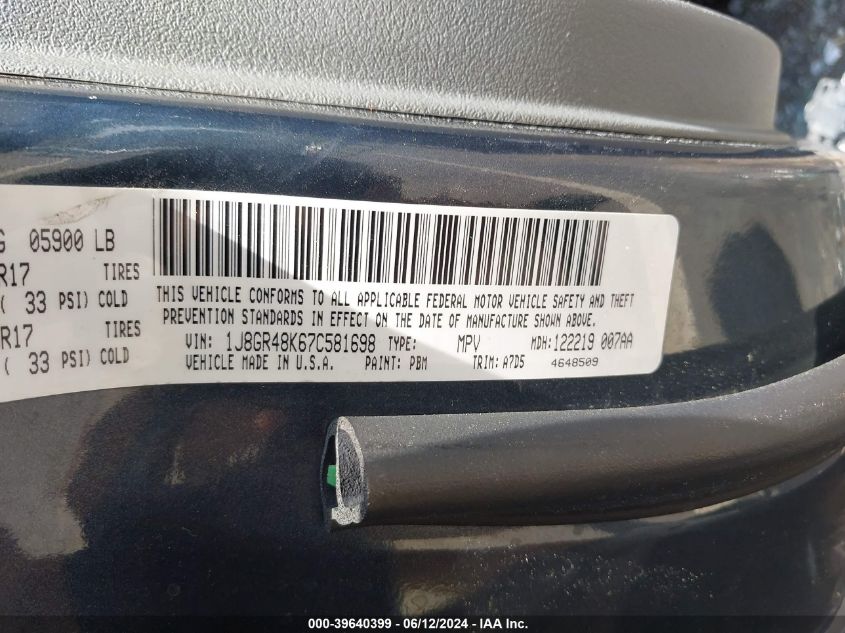 G 05900 LB
R17 TIRES
( 33 PSI) COLD
R17 TIRES
( 33 PSI) COLD
THIS VEHICLE CONFORMS TO ALL APPLICABLE FEDERAL MOTOR VEHICLE SAFETY AND THEFT
PREVENTION STANDARDS IN EFFECT ON THE DATE OF MANUFACTURE SHOWN ABOVE.
VIN: 1J8GR48K67C581698 TYPE: MPV MDH:122219 007AA
VEHICLE MADE IN U.S.A. PAINT: PBM TRIM: A7D5 4648509
000-39640399 - 06/12/2024 - IAA Inc.